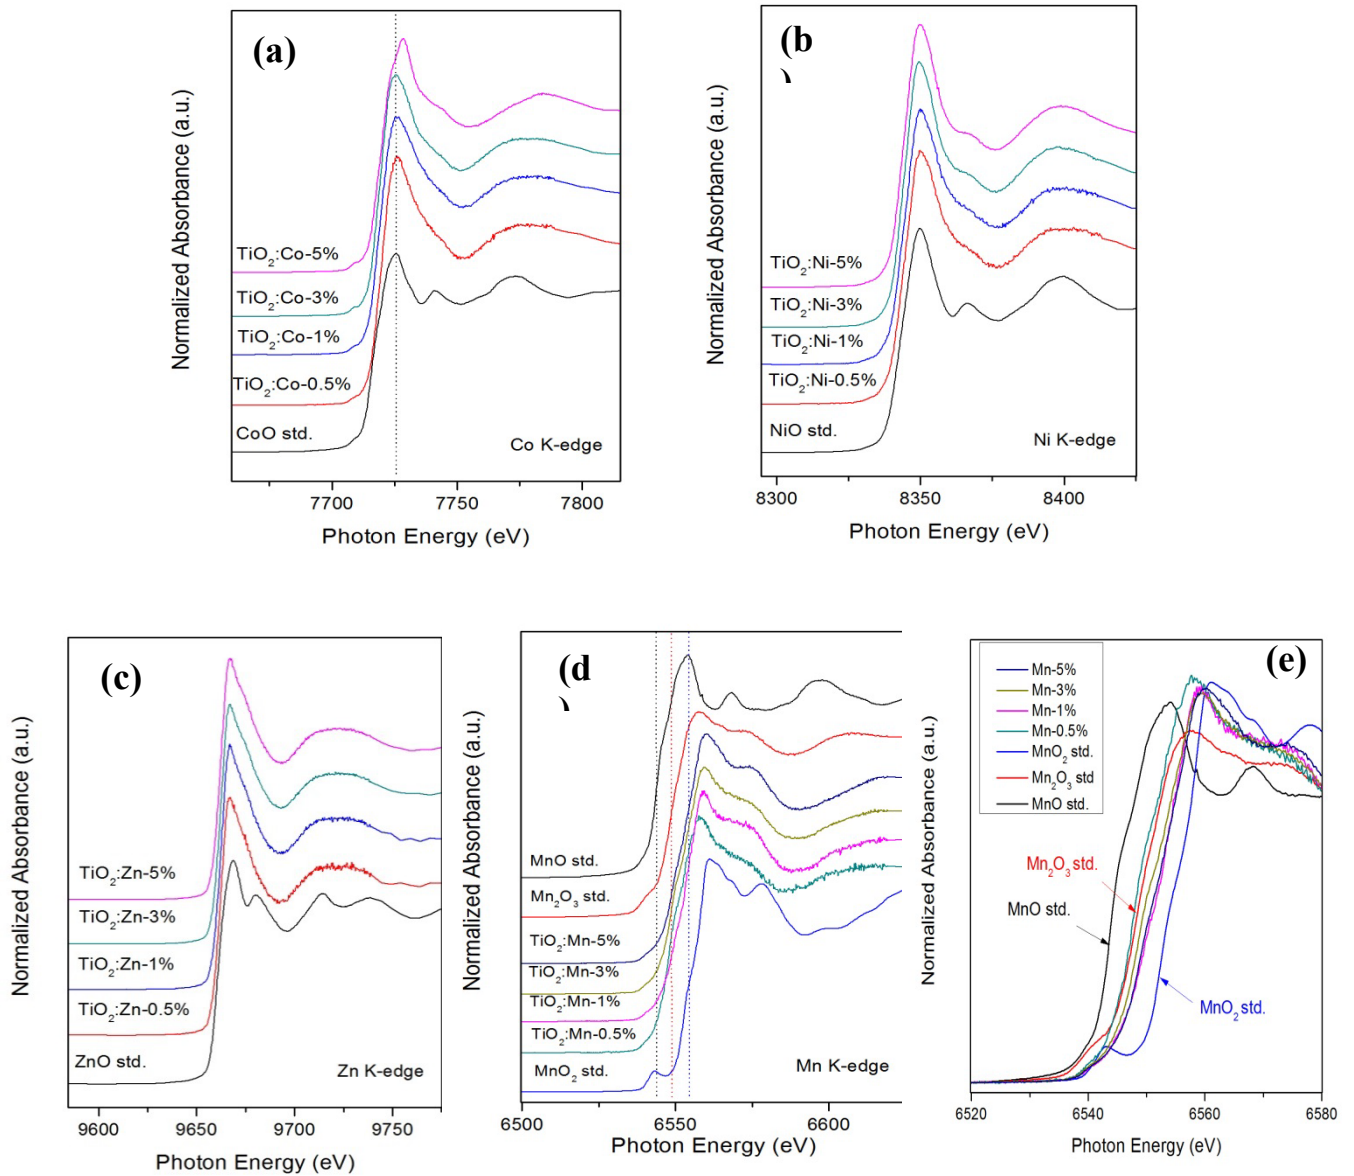 (a)
Normalized Absorbance (a.u.)
TiO2:Co-5%
TiO2:Co-3%
TiO2:Co-1%
TiO2:Co-0.5%
CoO std.
Co K-edge
7700 7750 7800
Photon Energy (eV)
(b
)
Normalized Absorbance (a.u.)
TiO2:Ni-5%
TiO2:Ni-3%
TiO2:Ni-1%
TiO2:Ni-0.5%
NiO std.
Ni K-edge
8300 8350 8400
Photon Energy (eV)
(c)
Normalized Absorbance (a.u.)
TiO2:Zn-5%
TiO2:Zn-3%
TiO2:Zn-1%
TiO2:Zn-0.5%
ZnO std.
Zn K-edge
9600 9650 9700 9750
Photon Energy (eV)
(d
)
Normalized Absorbance (a.u.)
MnO std.
Mn2O3 std.
TiO2:Mn-5%
TiO2:Mn-3%
TiO2:Mn-1%
TiO2:Mn-0.5%
MnO2 std.
Mn K-edge
6500 6550 6600
Photon Energy (eV)
(e)
Normalized Absorbance (a.u.)
Mn-5%
Mn-3%
Mn-1%
Mn-0.5%
MnO2 std.
Mn2O3 std
MnO std.
Mn2O3 std.
MnO std.
MnO2 std.
6520 6540 6560 6580
Photon Energy (eV)